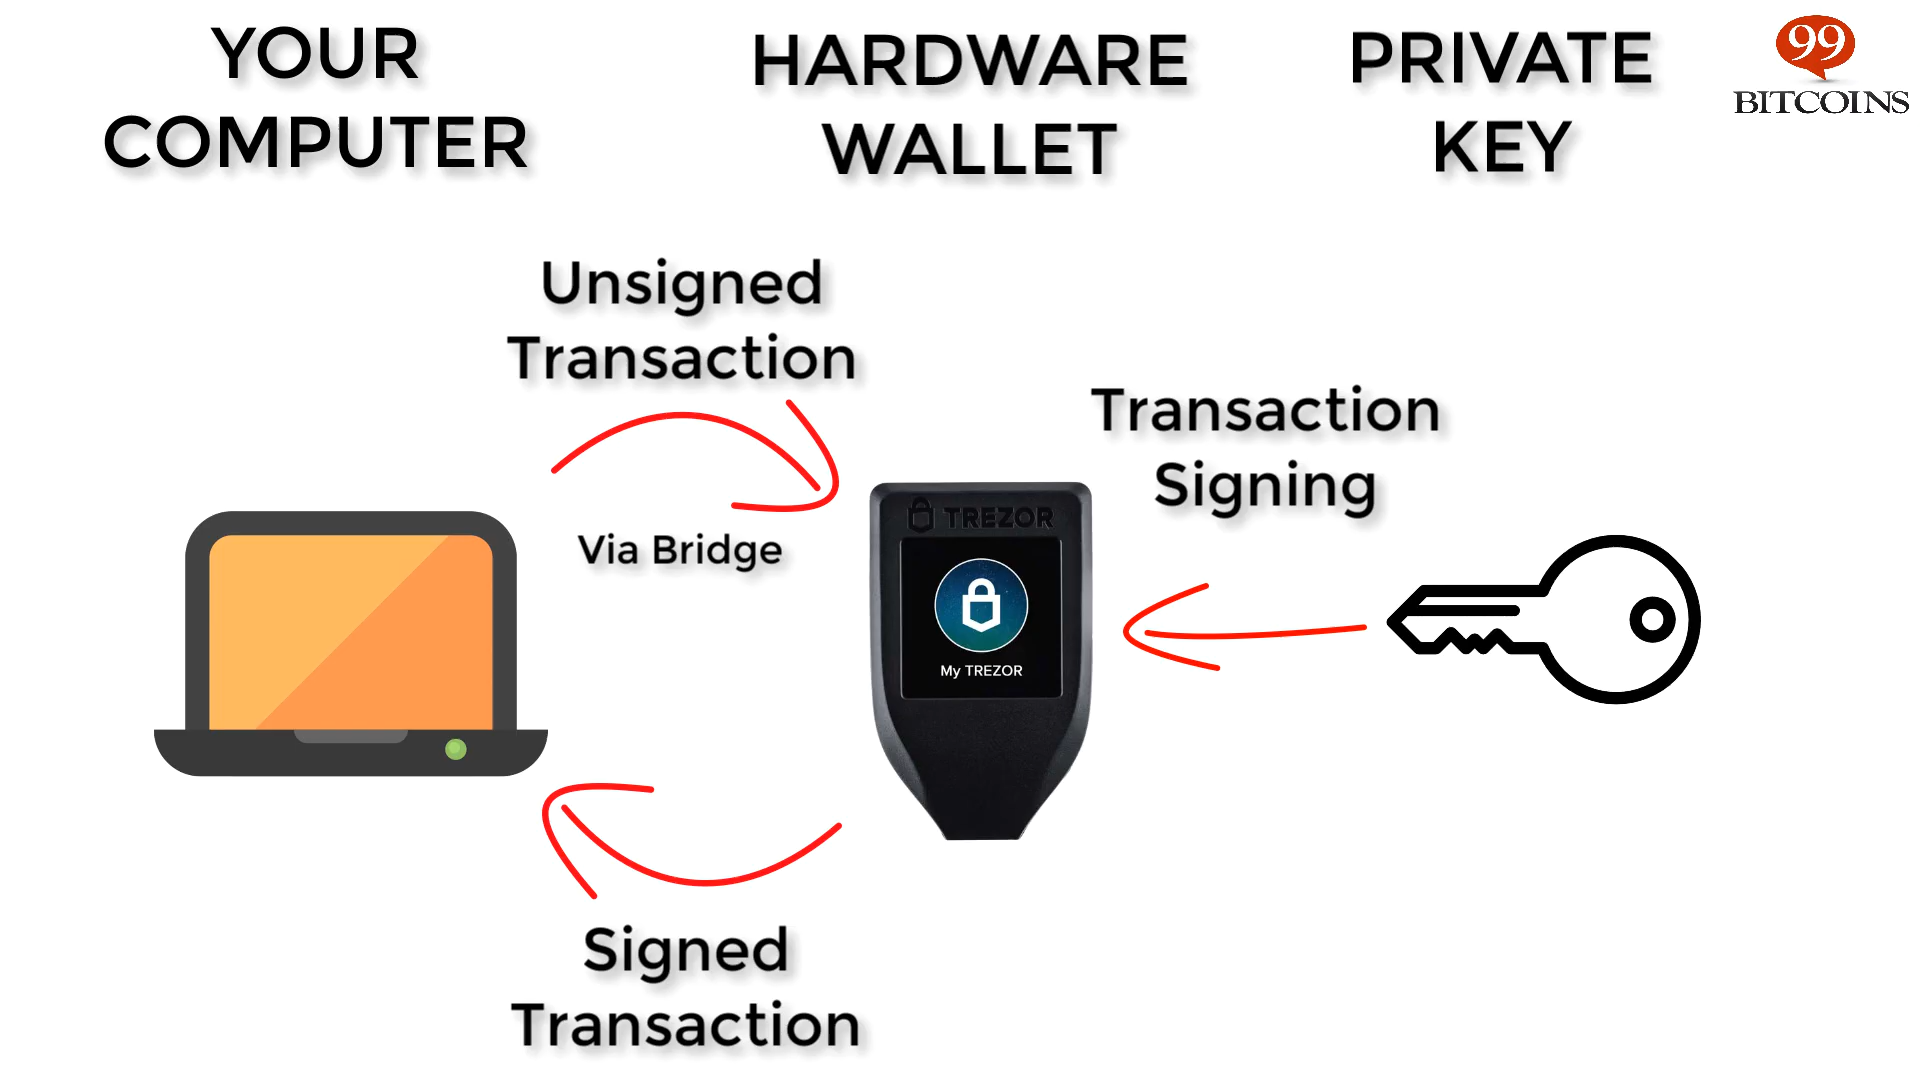 YOUR
COMPUTER
HARDWARE
WALLET
PRIVATE
KEY
99
BITCOINS
Unsigned
Transaction
Via Bridge
Transaction
Signing
TREZOR
My TREZOR
Signed
Transaction